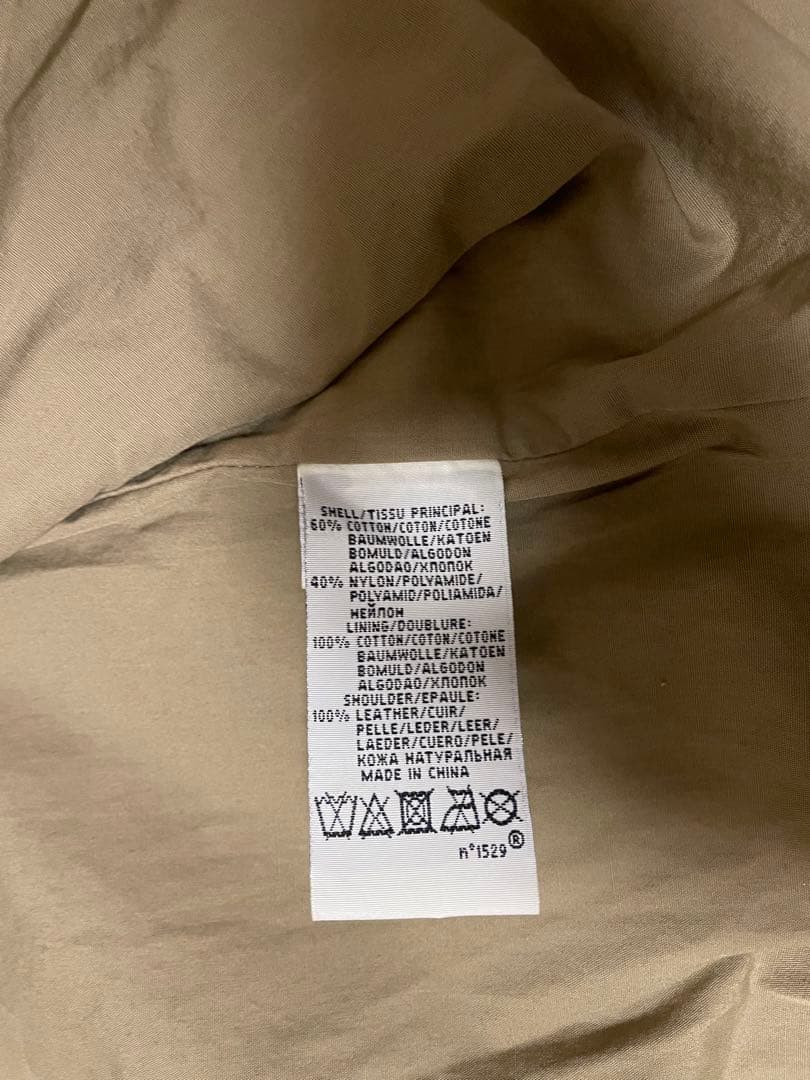 SHELL/TISSU PRINCIPAL:
60% COTTON/COTON/COTONE
BAUMWOLLE/KATOEN
BOMULD/ALGODON
ALGODAO/ХЛОПОК
40% NYLON/POLYAMIDE/
POLYAMID/POLIAMIDA/
НЕЙЛОН
LINING/DOUBLURE:
100% COTTON/COTON/COTONE
BAUMWOLLE/KATOEN
BOMULD/ALGODON
ALGODAO/ХЛОПОК
SHOULDER/EPAULE:
100% LEATHER/CUIR/
PELLE/LEDER/LEER/
LAEDER/CUERO/PELE/
КОЖА НАТУРАЛЬНАЯ
MADE IN CHINA
n°1529®